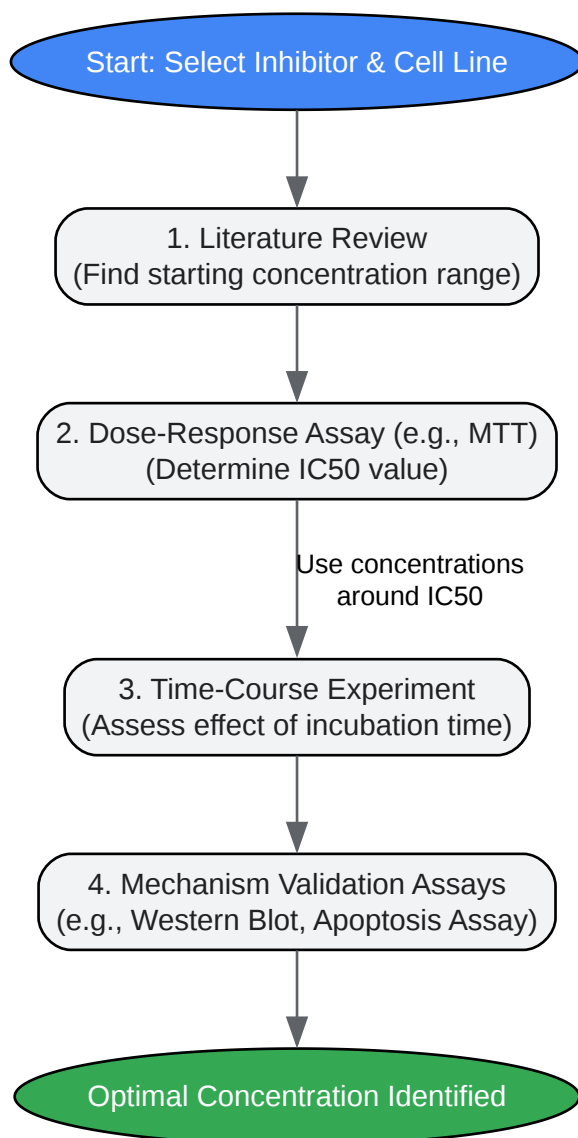 Start: Select Inhibitor & Cell Line
1. Literature Review
(Find starting concentration range)
2. Dose-Response Assay (e.g., MTT)
(Determine IC50 value)
Use concentrations
around IC50
3. Time-Course Experiment
(Assess effect of incubation time)
4. Mechanism Validation Assays
(e.g., Western Blot, Apoptosis Assay)
Optimal Concentration Identified